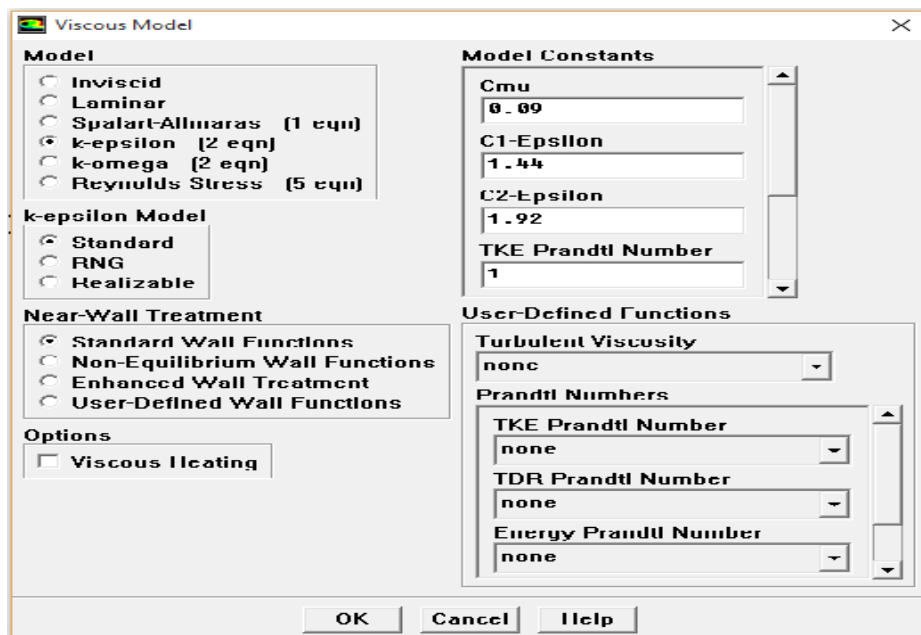 Viscous Model
Model
Inviscid
Laminar
Spalart-Allmaras (1 eqn)
k-epsilon (2 eqn)
k-omega (2 eqn)
Reynolds Stress (5 eqn)
k-epsilon Model
Standard
RNG
Realizable
Near-Wall Treatment
Standard Wall Functions
Non-Equilibrium Wall Functions
Enhanced Wall Treatment
User-Defined Wall Functions
Options
Viscous Heating
Model Constants
Cmu
0.09
C1-Epsilon
1.44
C2-Epsilon
1.92
TKE Prandtl Number
1
User-Defined Functions
Turbulent Viscosity
none
Prandtl Numbers
TKE Prandtl Number
none
TDR Prandtl Number
none
Energy Prandtl Number
none
OK Cancel Help